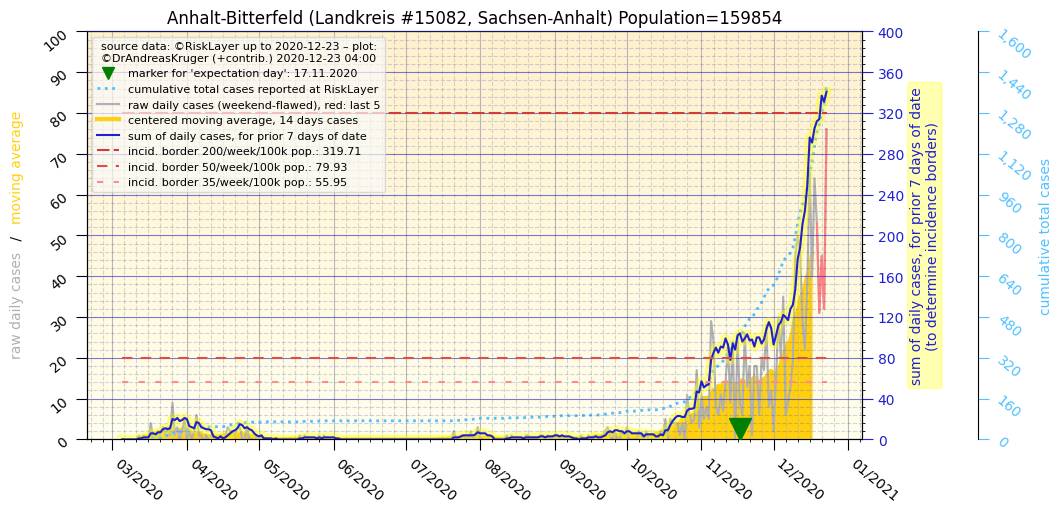 Anhalt-Bitterfeld (Landkreis #15082, Sachsen-Anhalt) Population=159854
source data: ©RiskLayer up to 2020-12-23 – plot:
©DrAndreasKruger (+contrib.) 2020-12-23 04:00
marker for 'expectation day': 17.11.2020
cumulative total cases reported at RiskLayer
raw daily cases (weekend-flawed), red: last 5
centered moving average, 14 days cases
sum of daily cases, for prior 7 days of date
incid. border 200/week/100k pop.: 319.71
incid. border 50/week/100k pop.: 79.93
incid. border 35/week/100k pop.: 55.95
raw daily cases / moving average
100
90
80
70
60
50
40
30
20
10
0
03/2020
04/2020
05/2020
06/2020
07/2020
08/2020
09/2020
10/2020
11/2020
12/2020
01/2021
400
360
320
280
240
200
160
120
80
40
0
sum of daily cases, for prior 7 days of date
(to determine incidence borders)
1,600
1,440
1,280
1,120
960
800
640
480
320
160
0
cumulative total cases